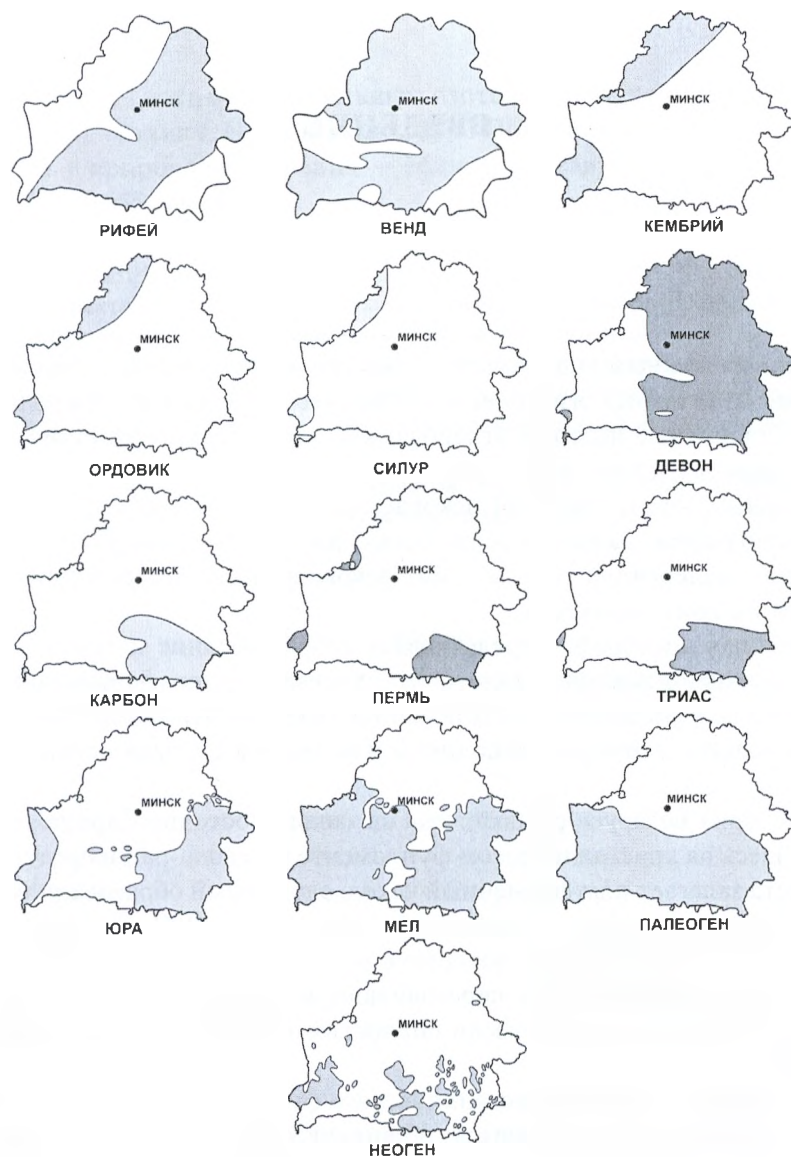 МИНСК
РИФЕЙ
МИНСК
ВЕНД
МИНСК
КЕМБРИЙ
МИНСК
ОРДОВИК
МИНСК
СИЛУР
МИНСК
ДЕВОН
МИНСК
КАРБОН
МИНСК
ПЕРМЬ
МИНСК
ТРИАС
МИНСК
ЮРА
МИНСК
МЕЛ
МИНСК
ПАЛЕОГЕН
МИНСК
НЕОГЕН